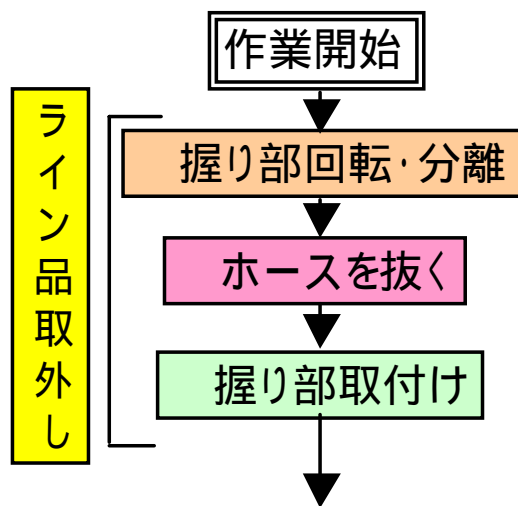 作業開始
ライン品取外し
握り部回転・分離
ホースを抜く
握り部取付け